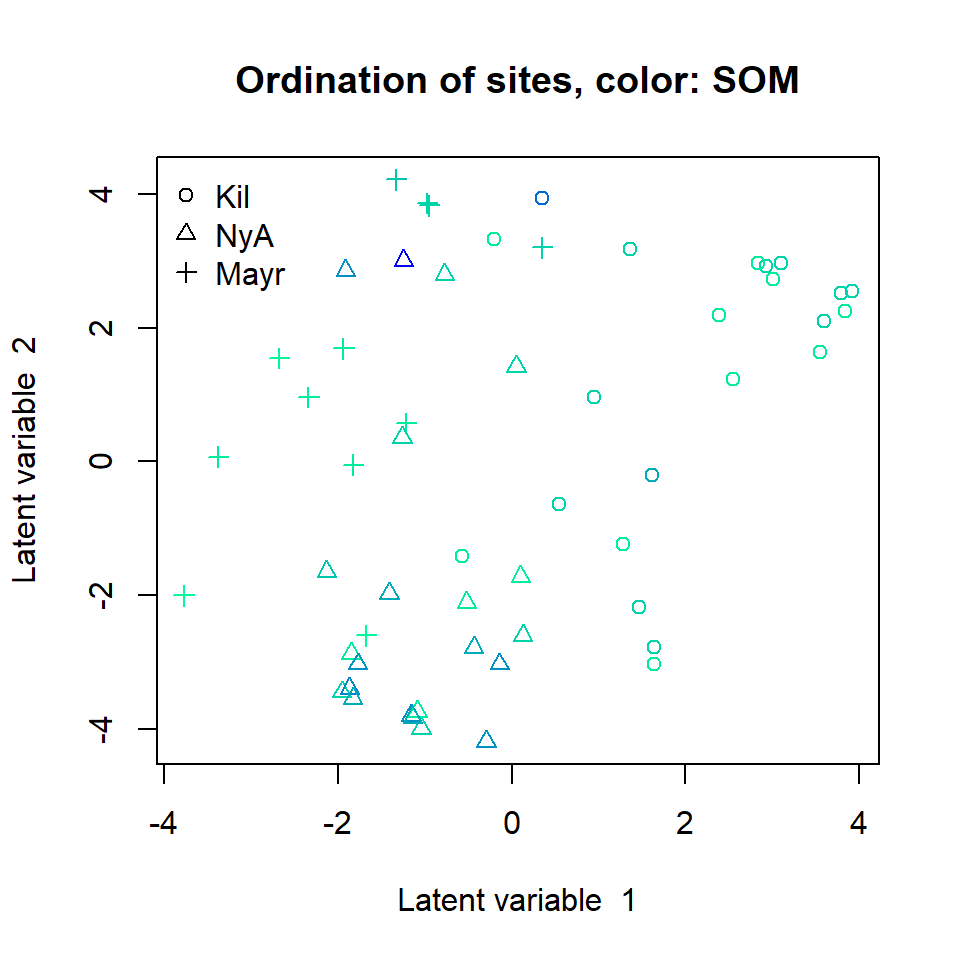 Ordination of sites, color: SOM
Kil
NyA
Mayr
4
2
0
-2
-4
Latent variable 2
-4
-2
0
2
4
Latent variable 1